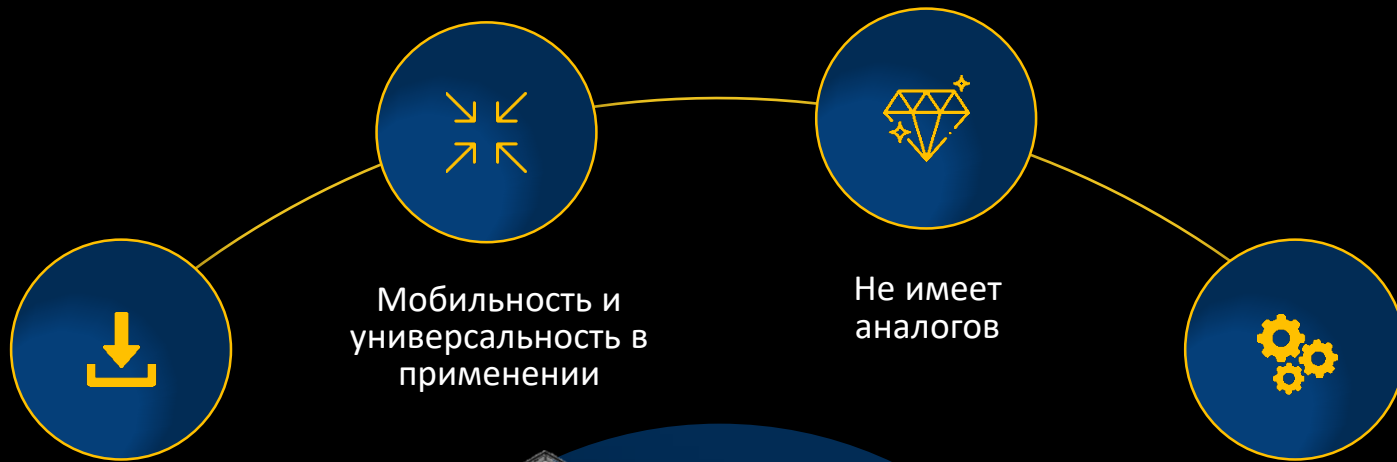 Мобильность и
универсальность в
применении
Не имеет
аналогов